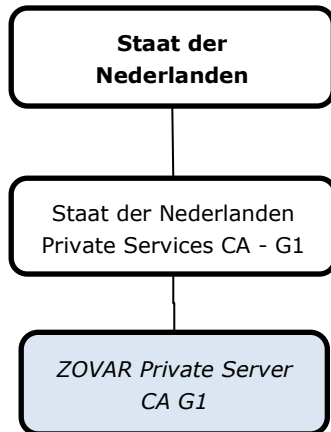 Staat der
Nederlanden
Staat der Nederlanden
Private Services CA - G1
ZOVAR Private Server
CA G1